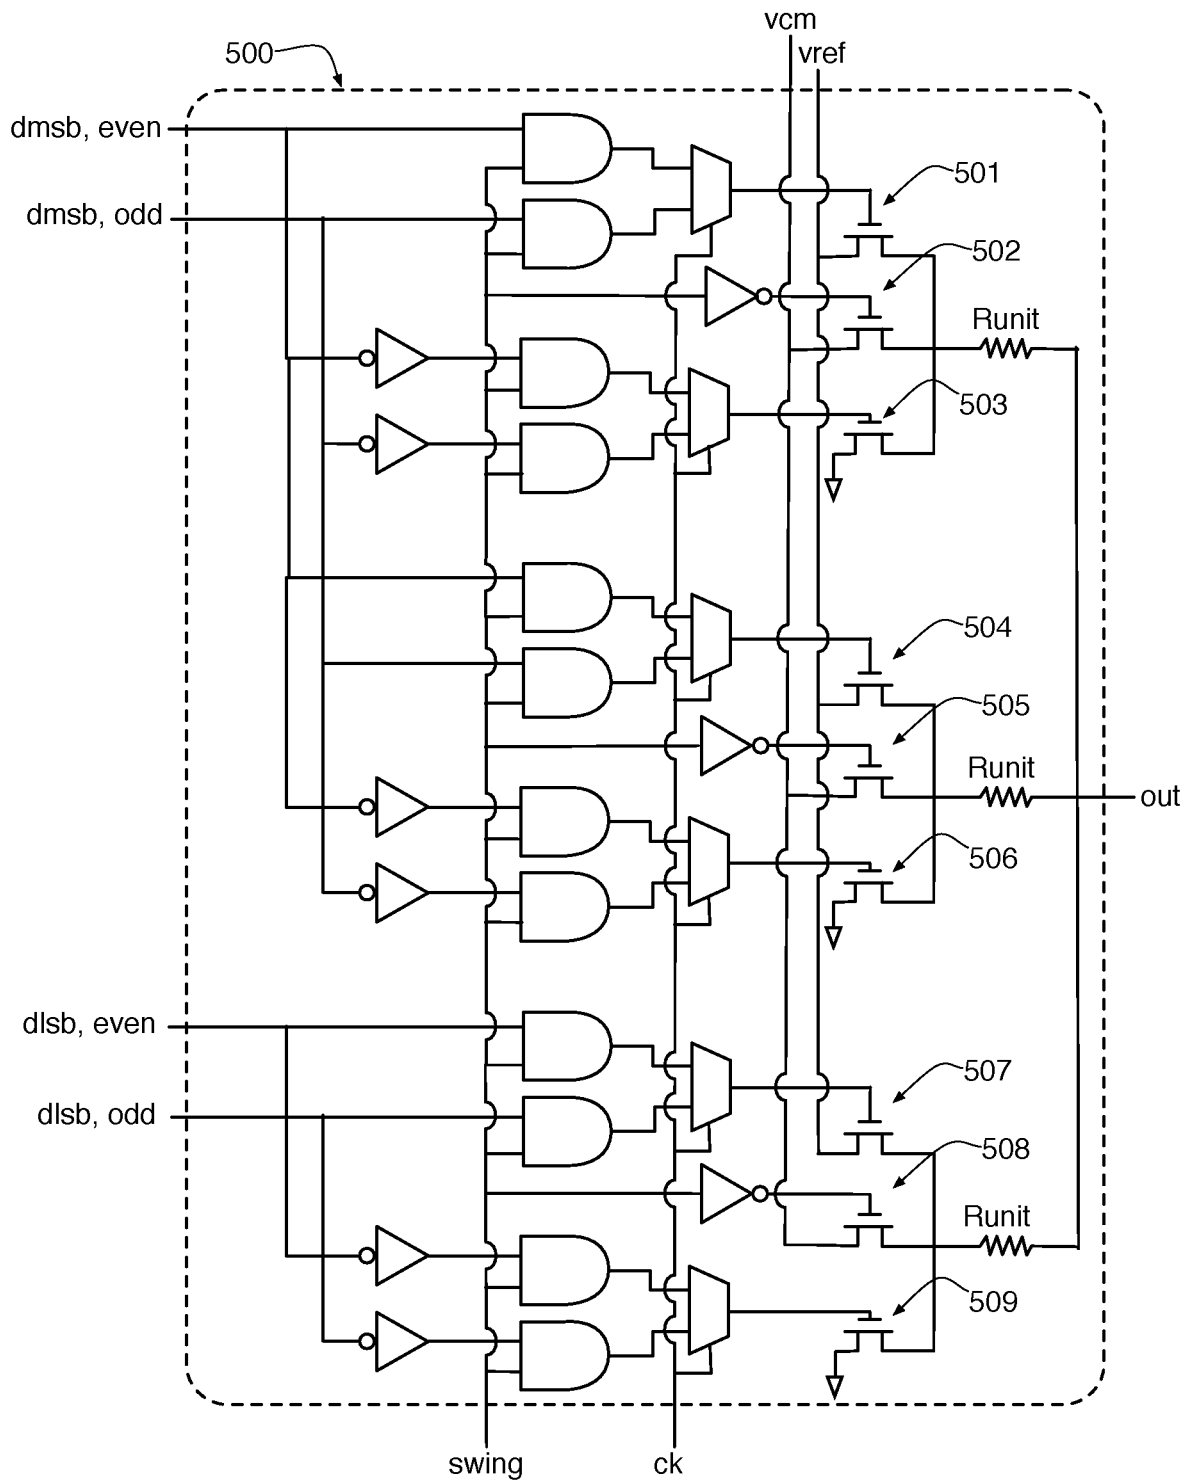 vcm
vref
500
dmsb, even
dmsb, odd
501
502
Runit
503
504
505
Runit
out
506
dlsb, even
dlsb, odd
507
508
Runit
509
swing
ck